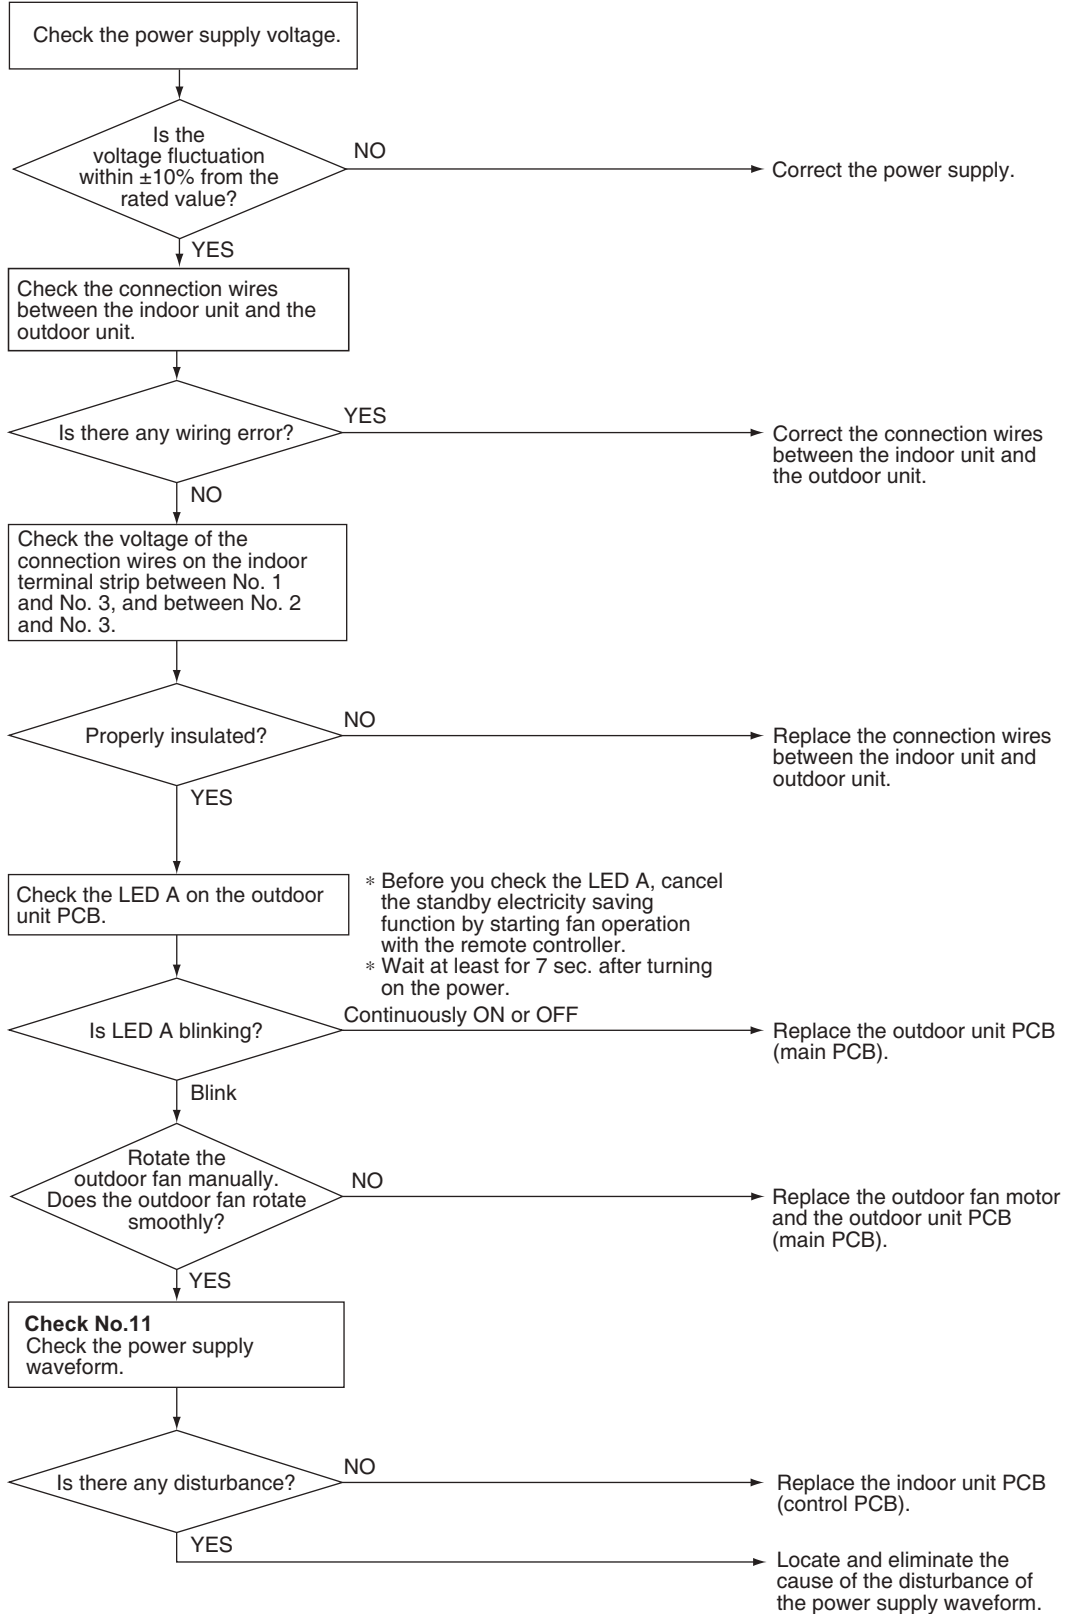 Check the power supply voltage.
Is the
voltage fluctuation
within ±10% from the
rated value?
NO
Correct the power supply.
YES
Check the connection wires
between the indoor unit and the
outdoor unit.
Is there any wiring error?
YES
Correct the connection wires
between the indoor unit and
the outdoor unit.
NO
Check the voltage of the
connection wires on the indoor
terminal strip between No. 1
and No. 3, and between No. 2
and No. 3.
Properly insulated?
NO
Replace the connection wires
between the indoor unit and
outdoor unit.
YES
Check the LED A on the outdoor
unit PCB.
∗ Before you check the LED A, cancel
the standby electricity saving
function by starting fan operation
with the remote controller.
∗ Wait at least for 7 sec. after turning
on the power.
Is LED A blinking?
Continuously ON or OFF
Replace the outdoor unit PCB
(main PCB).
Blink
Rotate the
outdoor fan manually.
Does the outdoor fan rotate
smoothly?
NO
Replace the outdoor fan motor
and the outdoor unit PCB
(main PCB).
YES
Check No.11
Check the power supply
waveform.
Is there any disturbance?
NO
Replace the indoor unit PCB
(control PCB).
YES
Locate and eliminate the
cause of the disturbance of
the power supply waveform.